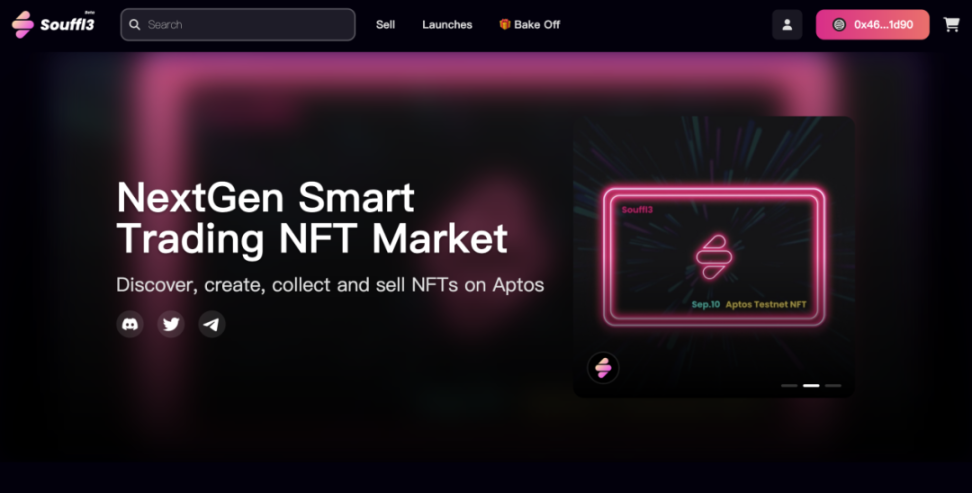 Souffl3
Beta
Search
Sell
Launches
Bake Off
0x46...1d90
NextGen Smart
Trading NFT Market
Discover, create, collect and sell NFTs on Aptos
Souffl3
Sep.10 Aptos Testnet NFT